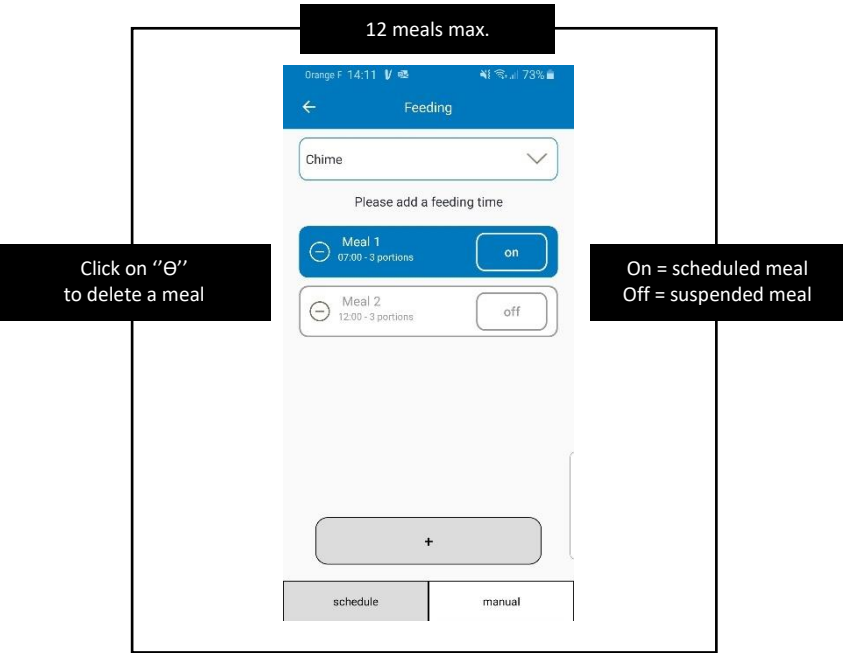 12 meals max.
Orange F 14:11 73%
Feeding
Chime
Please add a feeding time
Meal 1
07:00 - 3 portions
on
Click on ‘’Ɵ’’
to delete a meal
On = scheduled meal
Off = suspended meal
Meal 2
12:00 - 3 portions
off
+
schedule
manual